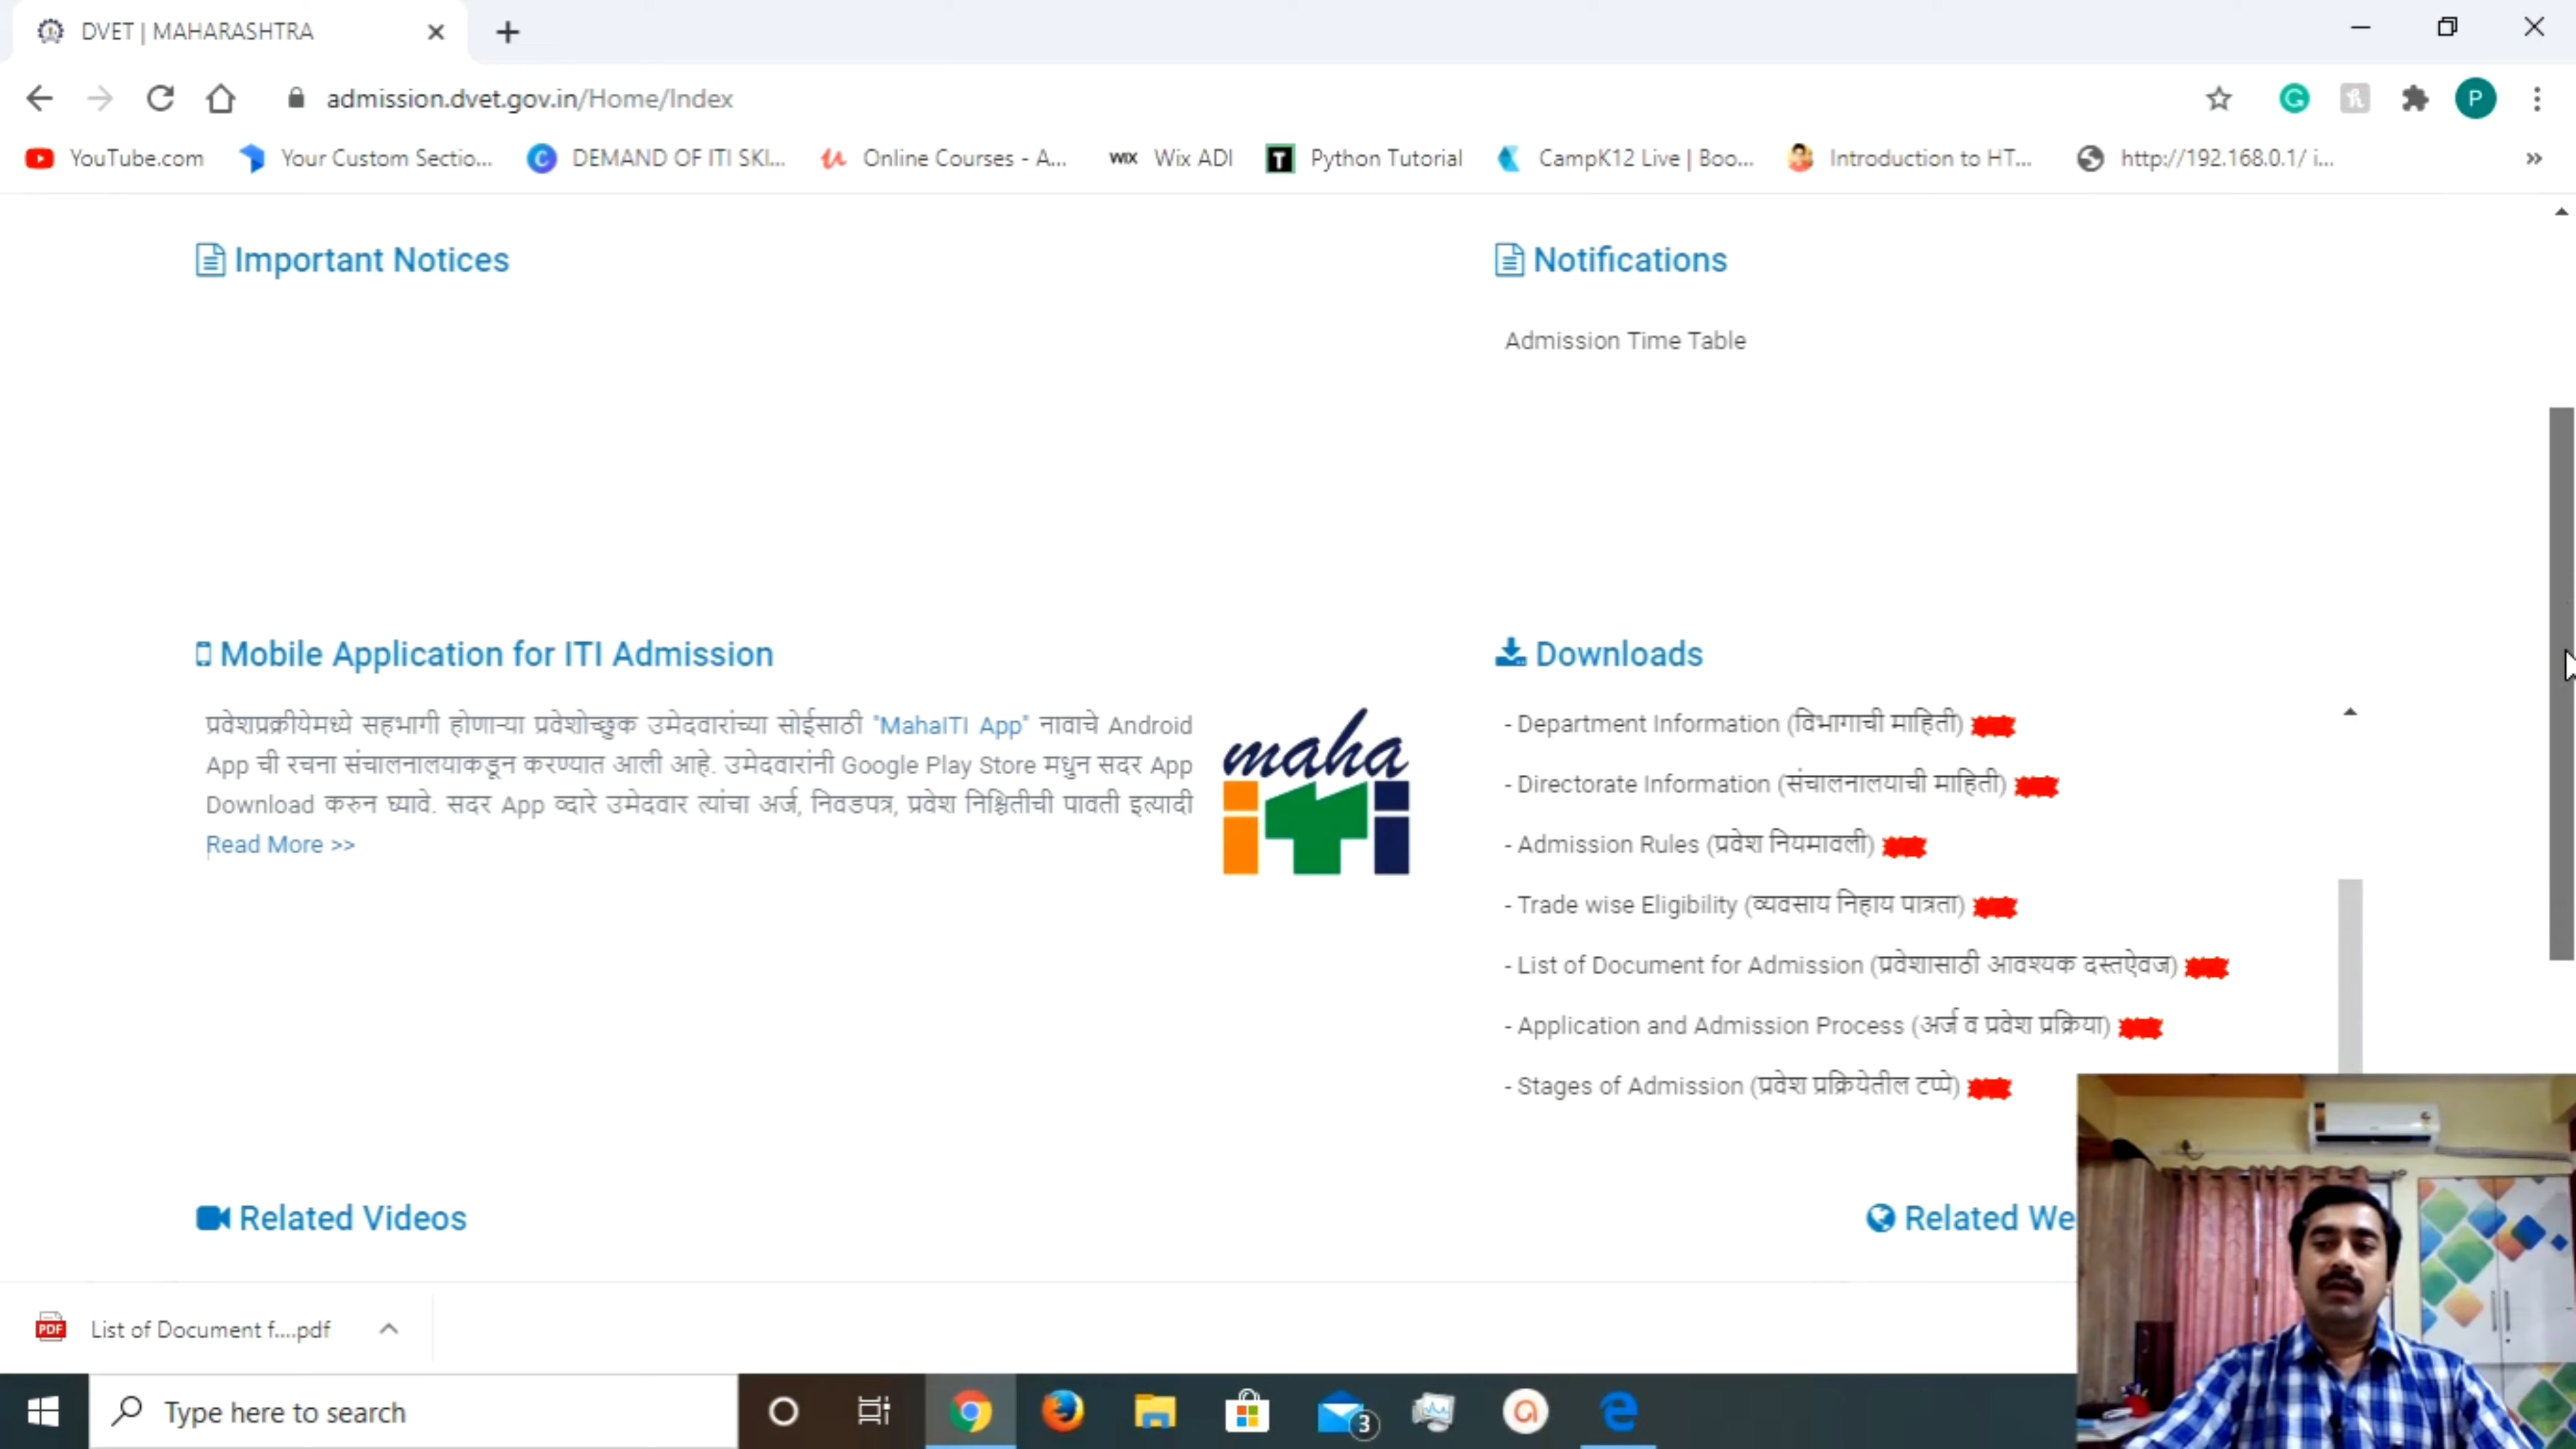 DVET | MAHARASHTRA
admission.dvet.gov.in/Home/Index
P
YouTube.com
Your Custom Sectio...
C
DEMAND OF ITI SKI...
Online Courses - A...
WIX Wix ADI
T
Python Tutorial
CampK12 Live | Boo...
Introduction to HT...
http://192.168.0.1/ i...
Important Notices
Notifications
Admission Time Table
Mobile Application for ITI Admission
प्रवेशप्रक्रीयेमध्ये सहभागी होणाऱ्या प्रवेशोच्छुक उमेदवारांच्या सोईसाठी "MahaITI App" नावाचे Android
App ची रचना संचालनालयाकडून करण्यात आली आहे. उमेदवारांनी Google Play Store मधुन सदर App
Download करुन घ्यावे. सदर App व्दारे उमेदवार त्यांचा अर्ज, निवडपत्र, प्रवेश निश्चितीची पावती इत्यादी
Read More >>
maha
iTi
Downloads
- Department Information (विभागाची माहिती)
- Directorate Information (संचालनालयाची माहिती)
- Admission Rules (प्रवेश नियमावली)
- Trade wise Eligibility (व्यवसाय निहाय पात्रता)
- List of Document for Admission (प्रवेशासाठी आवश्यक दस्तऐवज)
- Application and Admission Process (अर्ज व प्रवेश प्रक्रिया)
- Stages of Admission (प्रवेश प्रक्रियेतील टप्पे)
Related Videos
Related We
PDF
List of Document f....pdf
Type here to search
3